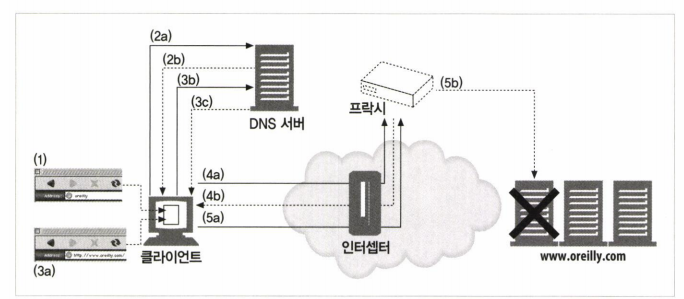 (2a)
(2b)
(3b)
(3c)
DNS 서버
프락시
(5b)
(1)
oreilly
(4a)
(4b)
(5a)
http://www.oreilly.com/
(3a)
클라이언트
인터셉터
www.oreilly.com